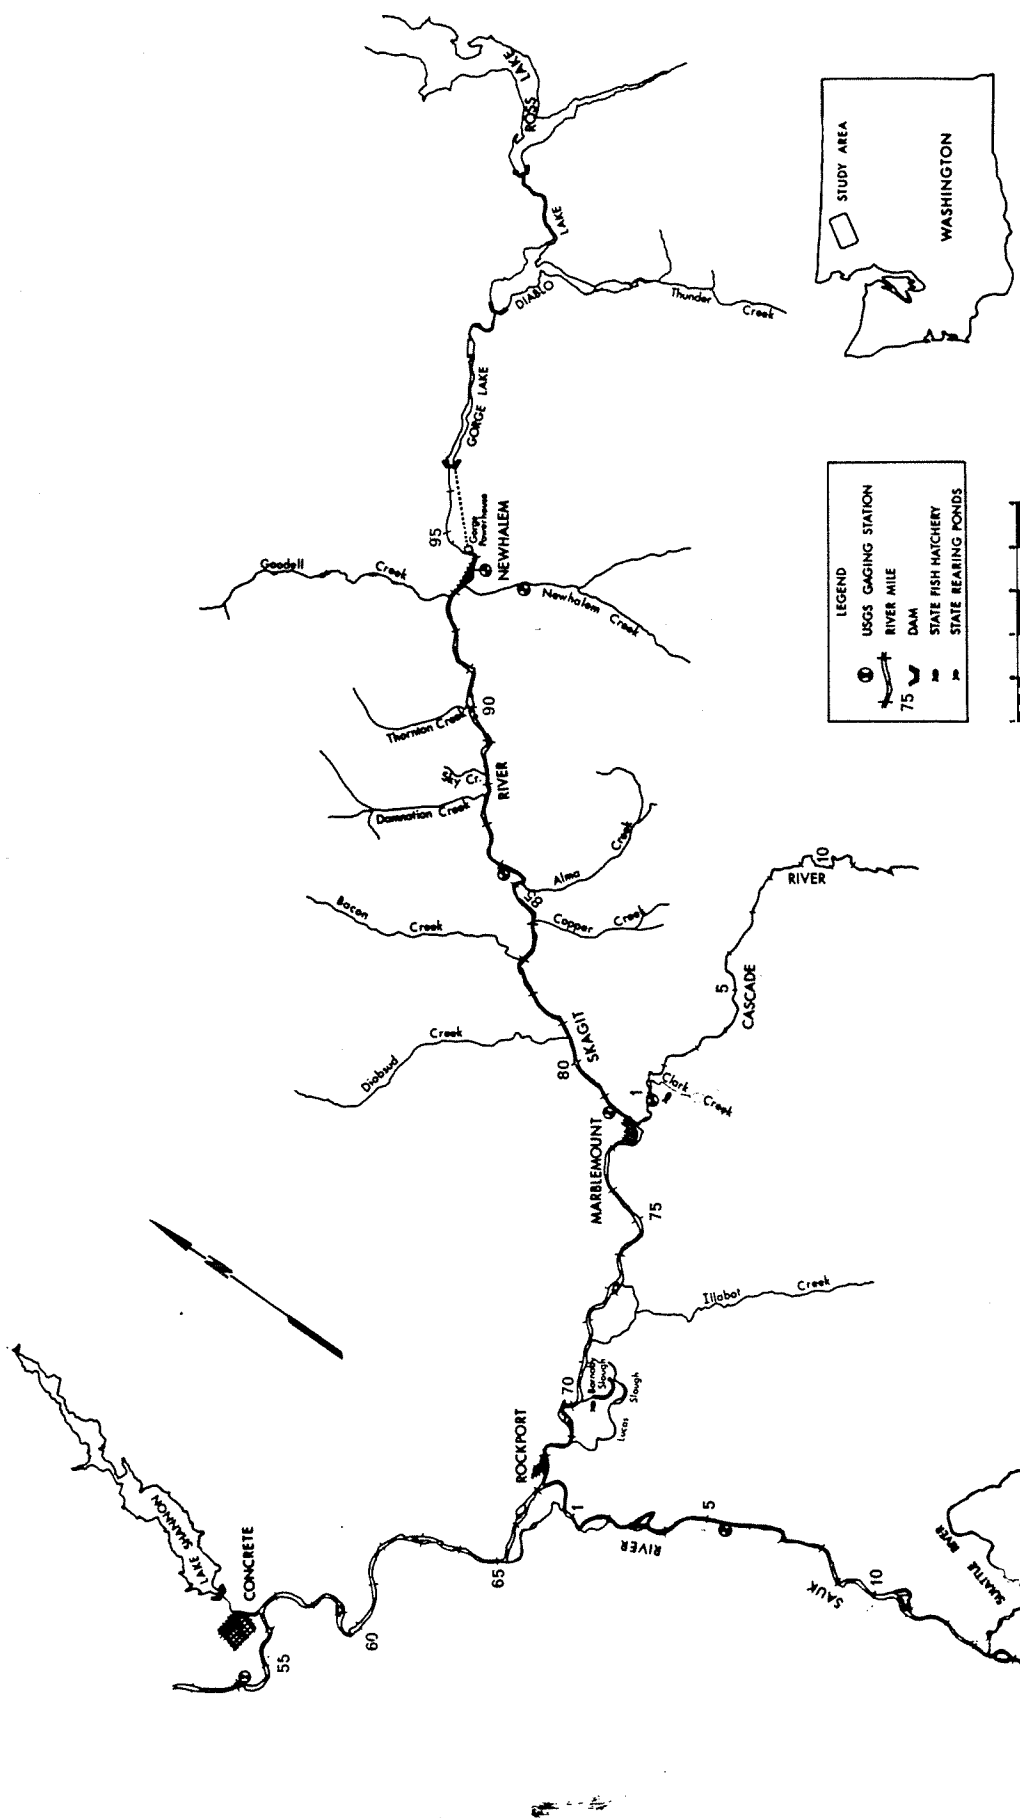 ROSS LAKE
DIABLO LAKE
Thunder Creek
GORGE LAKE
95
Gorge
Powerhouse
NEWHALEM
Goodell Creek
Newhalem Creek
Thornton Creek
90
Sky Cr.
Damnation Creek
SKAGIT RIVER
Alma Creek
85
Bacon Creek
Copper Creek
Diobsud Creek
80
CASCADE RIVER
10
5
1
Clark Creek
MARBLEMOUNT
75
Illabot Creek
70
Barnaby
Slough
Lucas Slough
ROCKPORT
SAUK RIVER
1
5
10
SUIATTLE RIVER
65
60
55
LAKE
SHANNON
CONCRETE
N
STUDY AREA
WASHINGTON
LEGEND
USGS GAGING STATION
75 RIVER MILE
DAM
STATE FISH HATCHERY
STATE REARING PONDS